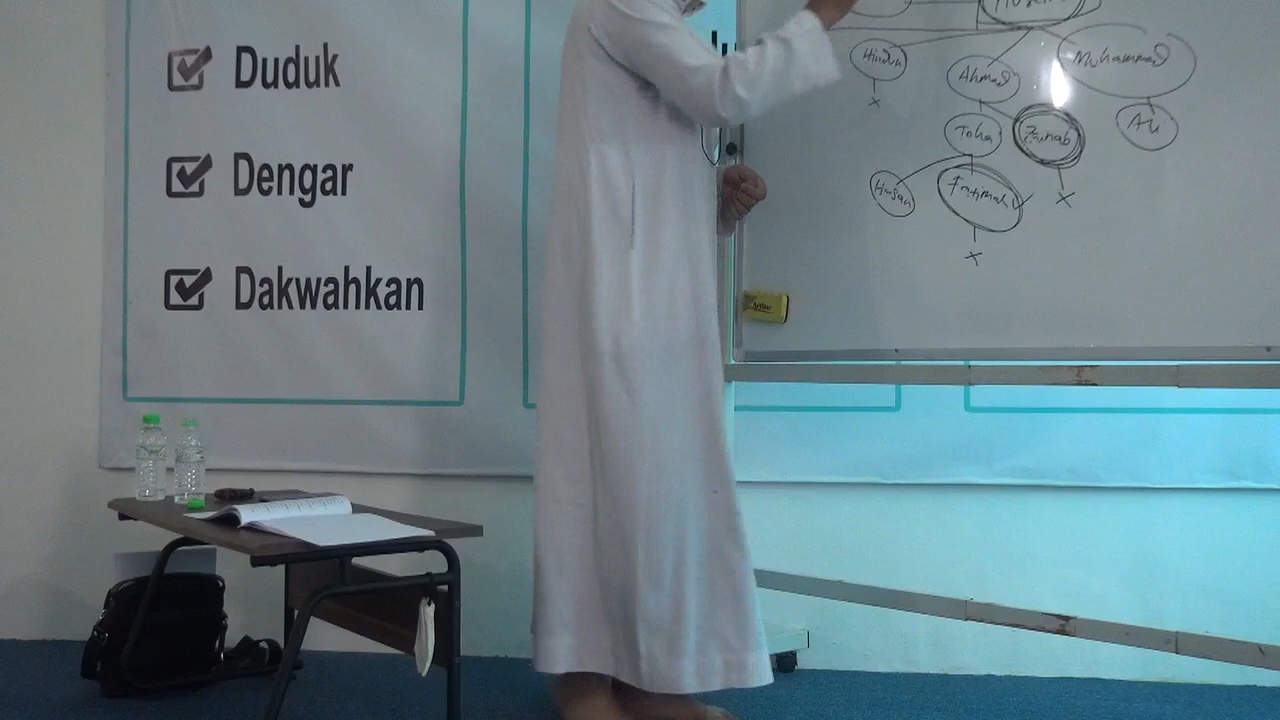 Duduk
Dengar
Dakwahkan
Hindun
Ahmad
Muhammad
Toha
Zainab
Ali
Hasan
Fatimah
x
x
x